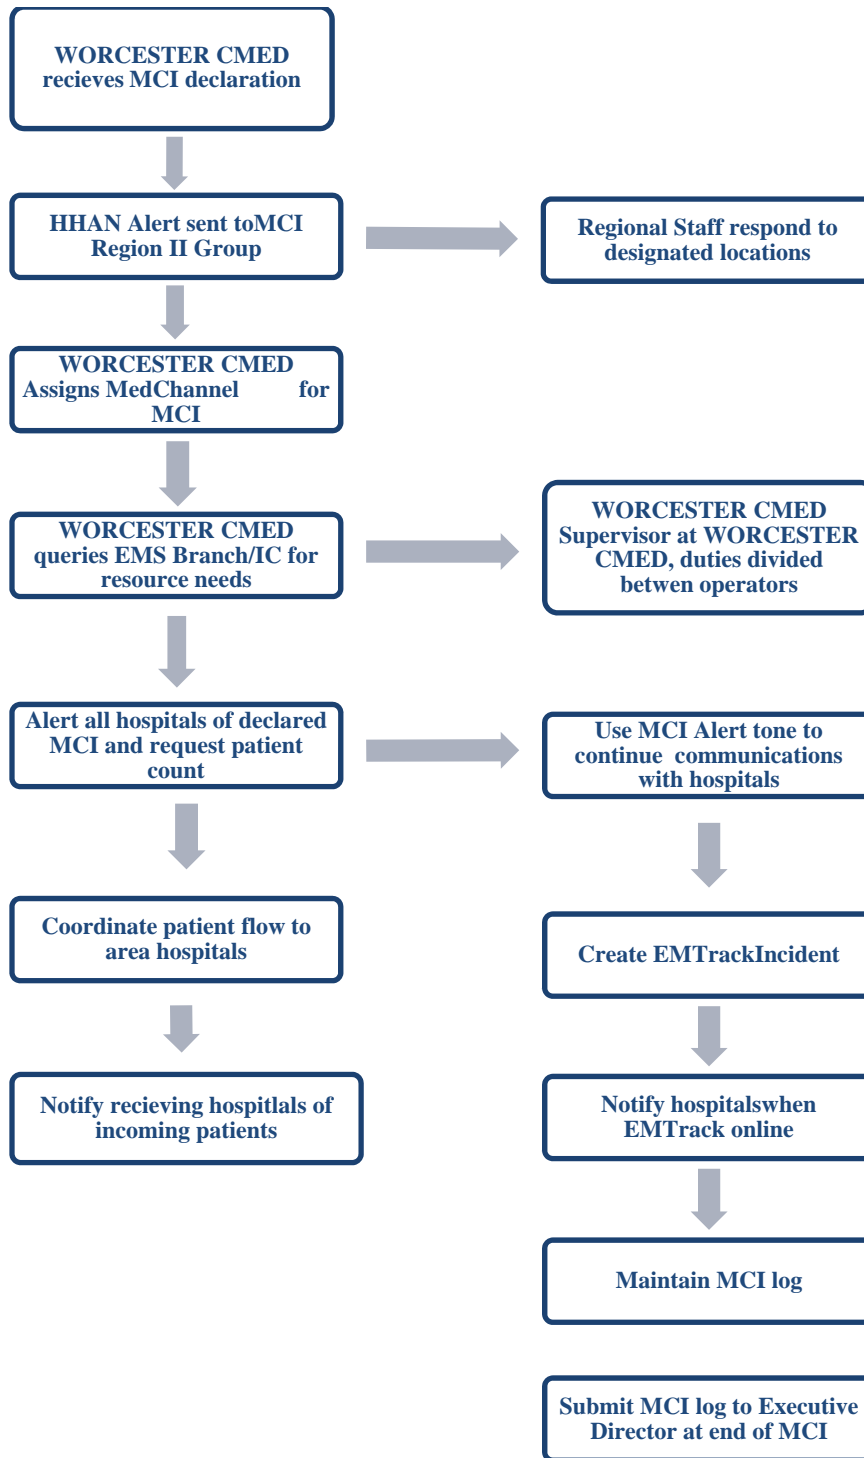 WORCESTER CMED
recieves MCI declaration
HHAN Alert sent toMCI
Region II Group
Regional Staff respond to
designated locations
WORCESTER CMED
Assigns MedChannel for
MCI
WORCESTER CMED
queries EMS Branch/IC for
resource needs
WORCESTER CMED
Supervisor at WORCESTER
CMED, duties divided
betwen operators
Alert all hospitals of declared
MCI and request patient
count
Use MCI Alert tone to
continue communications
with hospitals
Coordinate patient flow to
area hospitals
Create EMTrackIncident
Notify recieving hospitlals of
incoming patients
Notify hospitalswhen
EMTrack online
Maintain MCI log
Submit MCI log to Executive
Director at end of MCI